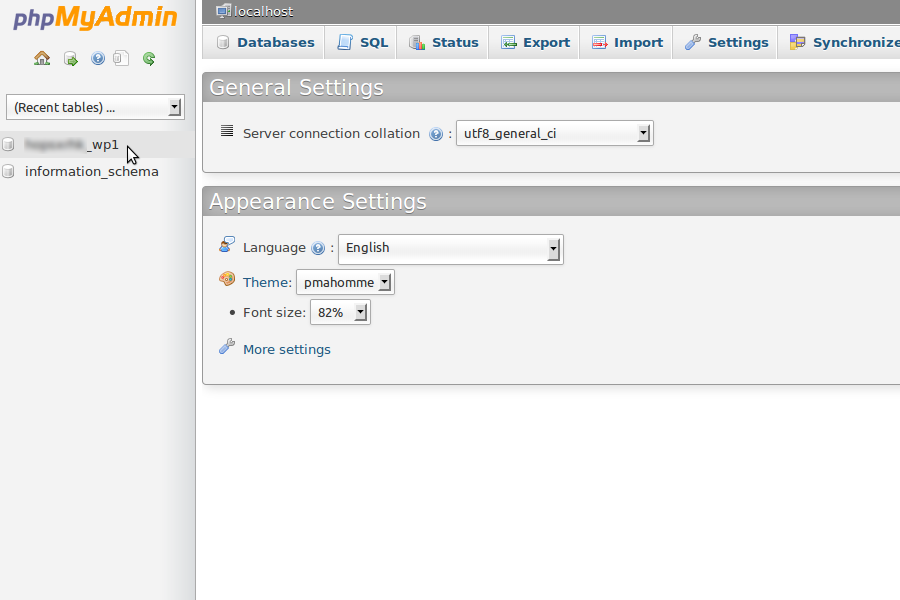 phpMyAdmin
(Recent tables) ...
_wp1
information_schema
localhost
Databases SQL Status Export Import Settings Synchronize
General Settings
Server connection collation : utf8_general_ci
Appearance Settings
Language : English
Theme: pmahomme
• Font size: 82%
More settings